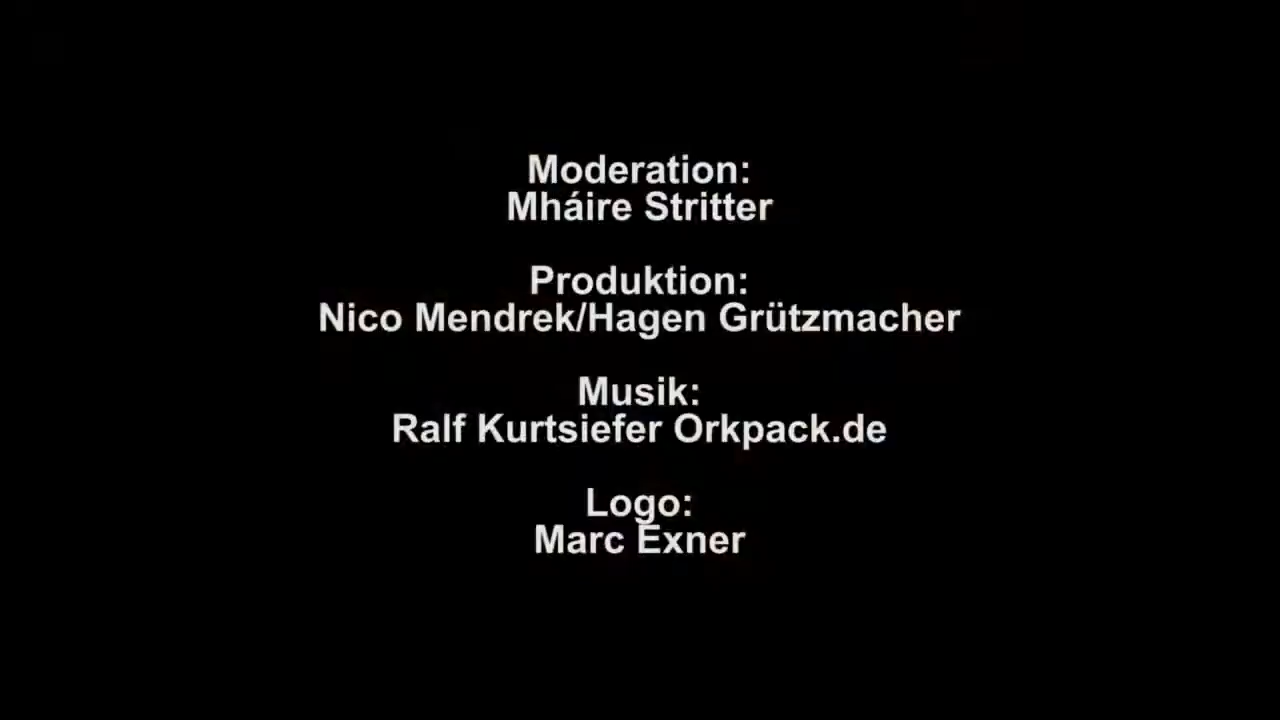 Moderation:
Mháire Stritter
Produktion:
Nico Mendrek/Hagen Grützmacher
Musik:
Ralf Kurtsiefer Orkpack.de
Logo:
Marc Exner